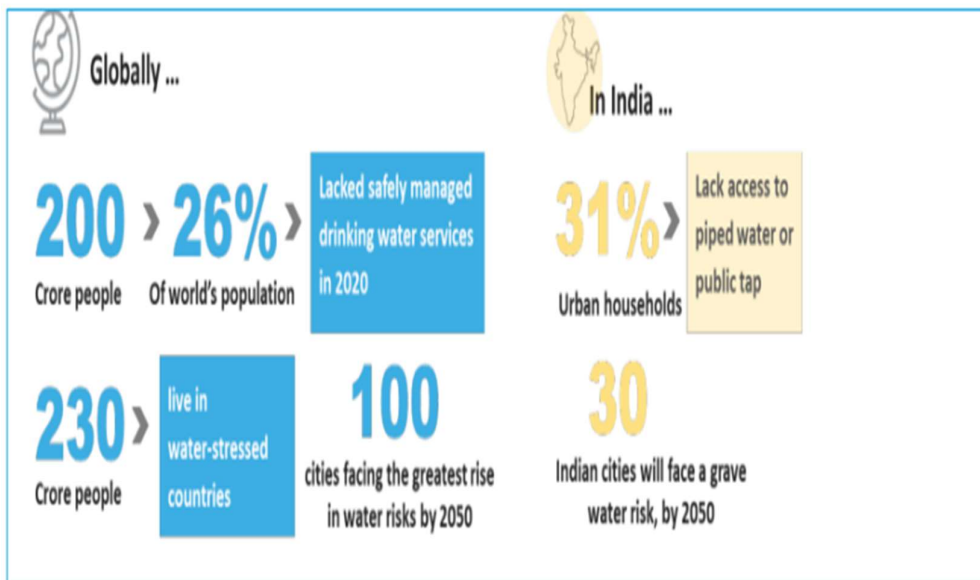 Globally ...
200
Crore people
26%
Of world's population
Lacked safely managed
drinking water services
in 2020
230
Crore people
live in
water-stressed
countries
100
cities facing the greatest rise
in water risks by 2050
In India ...
31%
Urban households
Lack access to
piped water or
public tap
30
Indian cities will face a grave
water risk, by 2050